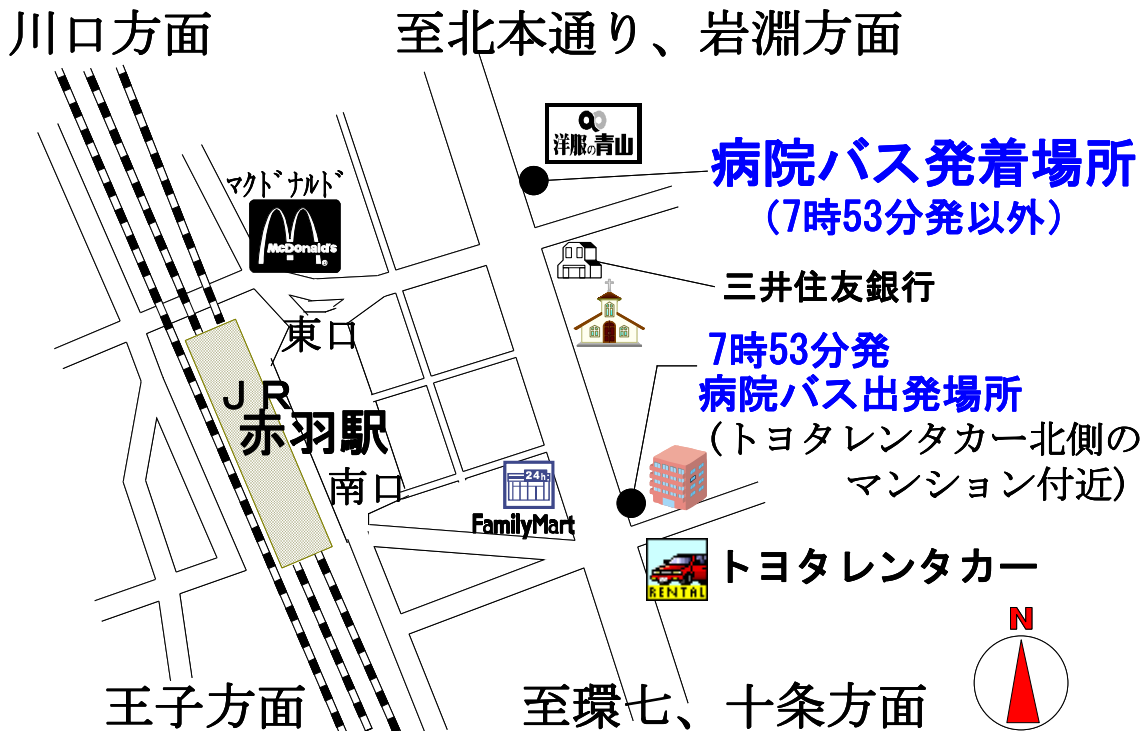 川口方面
至北本通り、岩淵方面
洋服の青山
病院バス発着場所
（7時53分発以外）
マクドナルド
McDonald's
三井住友銀行
東口
7時53分発
病院バス出発場所
（トヨタレンタカー北側の
マンション付近）
ＪＲ
赤羽駅
南口
24h
FamilyMart
トヨタレンタカー
RENTAL
N
王子方面
至環七、十条方面